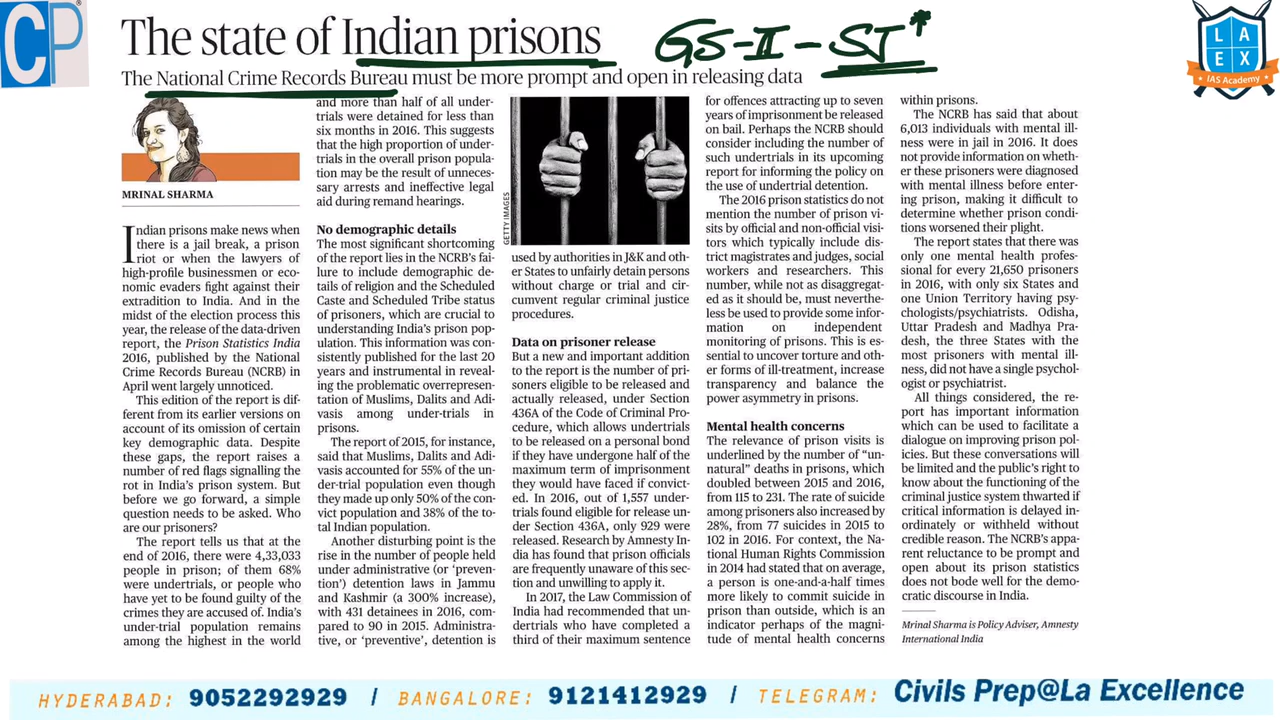 CP
The state of Indian prisons
GS-II - SJ*
The National Crime Records Bureau must be more prompt and open in releasing data
L A
E X
IAS Academy
MRINAL SHARMA
Indian prisons make news when
there is a jail break, a prison
riot or when the lawyers of
high-profile businessmen or eco-
nomic evaders fight against their
extradition to India. And in the
midst of the election process this
year, the release of the data-driven
report, the Prison Statistics India
2016, published by the National
Crime Records Bureau (NCRB) in
April went largely unnoticed.
This edition of the report is dif-
ferent from its earlier versions on
account of its omission of certain
key demographic data. Despite
these gaps, the report raises a
number of red flags signalling the
rot in India's prison system. But
before we go forward, a simple
question needs to be asked. Who
are our prisoners?
The report tells us that at the
end of 2016, there were 4,33,033
people in prison; of them 68%
were undertrials, or people who
have yet to be found guilty of the
crimes they are accused of. India's
under-trial population remains
among the highest in the world
and more than half of all under-
trials were detained for less than
six months in 2016. This suggests
that the high proportion of under-
trials in the overall prison popula-
tion may be the result of unneces-
sary arrests and ineffective legal
aid during remand hearings.
No demographic details
The most significant shortcoming
of the report lies in the NCRB's fai-
lure to include demographic de-
tails of religion and the Scheduled
Caste and Scheduled Tribe status
of prisoners, which are crucial to
understanding India's prison pop-
ulation. This information was con-
sistently published for the last 20
years and instrumental in reveal-
ing the problematic overrepresen-
tation of Muslims, Dalits and Adi-
vasis among under-trials in
prisons.
The report of 2015, for instance,
said that Muslims, Dalits and Adi-
vasis accounted for 55% of the un-
der-trial population even though
they made up only 50% of the con-
vict population and 38% of the to-
tal Indian population.
Another disturbing point is the
rise in the number of people held
under administrative (or 'preven-
tion') detention laws in Jammu
and Kashmir (a 300% increase),
with 431 detainees in 2016, com-
pared to 90 in 2015. Administra-
tive, or 'preventive', detention is
GETTY IMAGES
used by authorities in J&K and oth-
er States to unfairly detain persons
without charge or trial and cir-
cumvent regular criminal justice
procedures.
Data on prisoner release
But a new and important addition
to the report is the number of pri-
soners eligible to be released and
actually released, under Section
436A of the Code of Criminal Pro-
cedure, which allows undertrials
to be released on a personal bond
if they have undergone half of the
maximum term of imprisonment
they would have faced if convict-
ed. In 2016, out of 1,557 under-
trials found eligible for release un-
der Section 436A, only 929 were
released. Research by Amnesty In-
dia has found that prison officials
are frequently unaware of this sec-
tion and unwilling to apply it.
In 2017, the Law Commission of
India had recommended that un-
dertrials who have completed a
third of their maximum sentence
for offences attracting up to seven
years of imprisonment be released
on bail. Perhaps the NCRB should
consider including the number of
such undertrials in its upcoming
report for informing the policy on
the use of undertrial detention.
The 2016 prison statistics do not
mention the number of prison vi-
sits by official and non-official visi-
tors which typically include dis-
trict magistrates and judges, social
workers and researchers. This
number, while not as disaggregat-
ed as it should be, must neverthe-
less be used to provide some infor-
mation on independent
monitoring of prisons. This is es-
sential to uncover torture and oth-
er forms of ill-treatment, increase
transparency and balance the
power asymmetry in prisons.
Mental health concerns
The relevance of prison visits is
underlined by the number of "un-
natural" deaths in prisons, which
doubled between 2015 and 2016,
from 115 to 231. The rate of suicide
among prisoners also increased by
28%, from 77 suicides in 2015 to
102 in 2016. For context, the Na-
tional Human Rights Commission
in 2014 had stated that on average,
a person is one-and-a-half times
more likely to commit suicide in
prison than outside, which is an
indicator perhaps of the magni-
tude of mental health concerns
within prisons.
The NCRB has said that about
6,013 individuals with mental ill-
ness were in jail in 2016. It does
not provide information on wheth-
er these prisoners were diagnosed
with mental illness before enter-
ing prison, making it difficult to
determine whether prison condi-
tions worsened their plight.
The report states that there was
only one mental health profes-
sional for every 21,650 prisoners
in 2016, with only six States and
one Union Territory having psy-
chologists/psychiatrists. Odisha,
Uttar Pradesh and Madhya Pra-
desh, the three States with the
most prisoners with mental ill-
ness, did not have a single psychol-
ogist or psychiatrist.
All things considered, the re-
port has important information
which can be used to facilitate a
dialogue on improving prison pol-
icies. But these conversations will
be limited and the public's right to
know about the functioning of the
criminal justice system thwarted if
critical information is delayed in-
ordinately or withheld without
credible reason. The NCRB's appa-
rent reluctance to be prompt and
open about its prison statistics
does not bode well for the demo-
cratic discourse in India.
Mrinal Sharma is Policy Adviser, Amnesty
International India
HYDERABAD: 9052292929 / BANGALORE: 9121412929 / TELEGRAM: Civils Prep@La Excellence